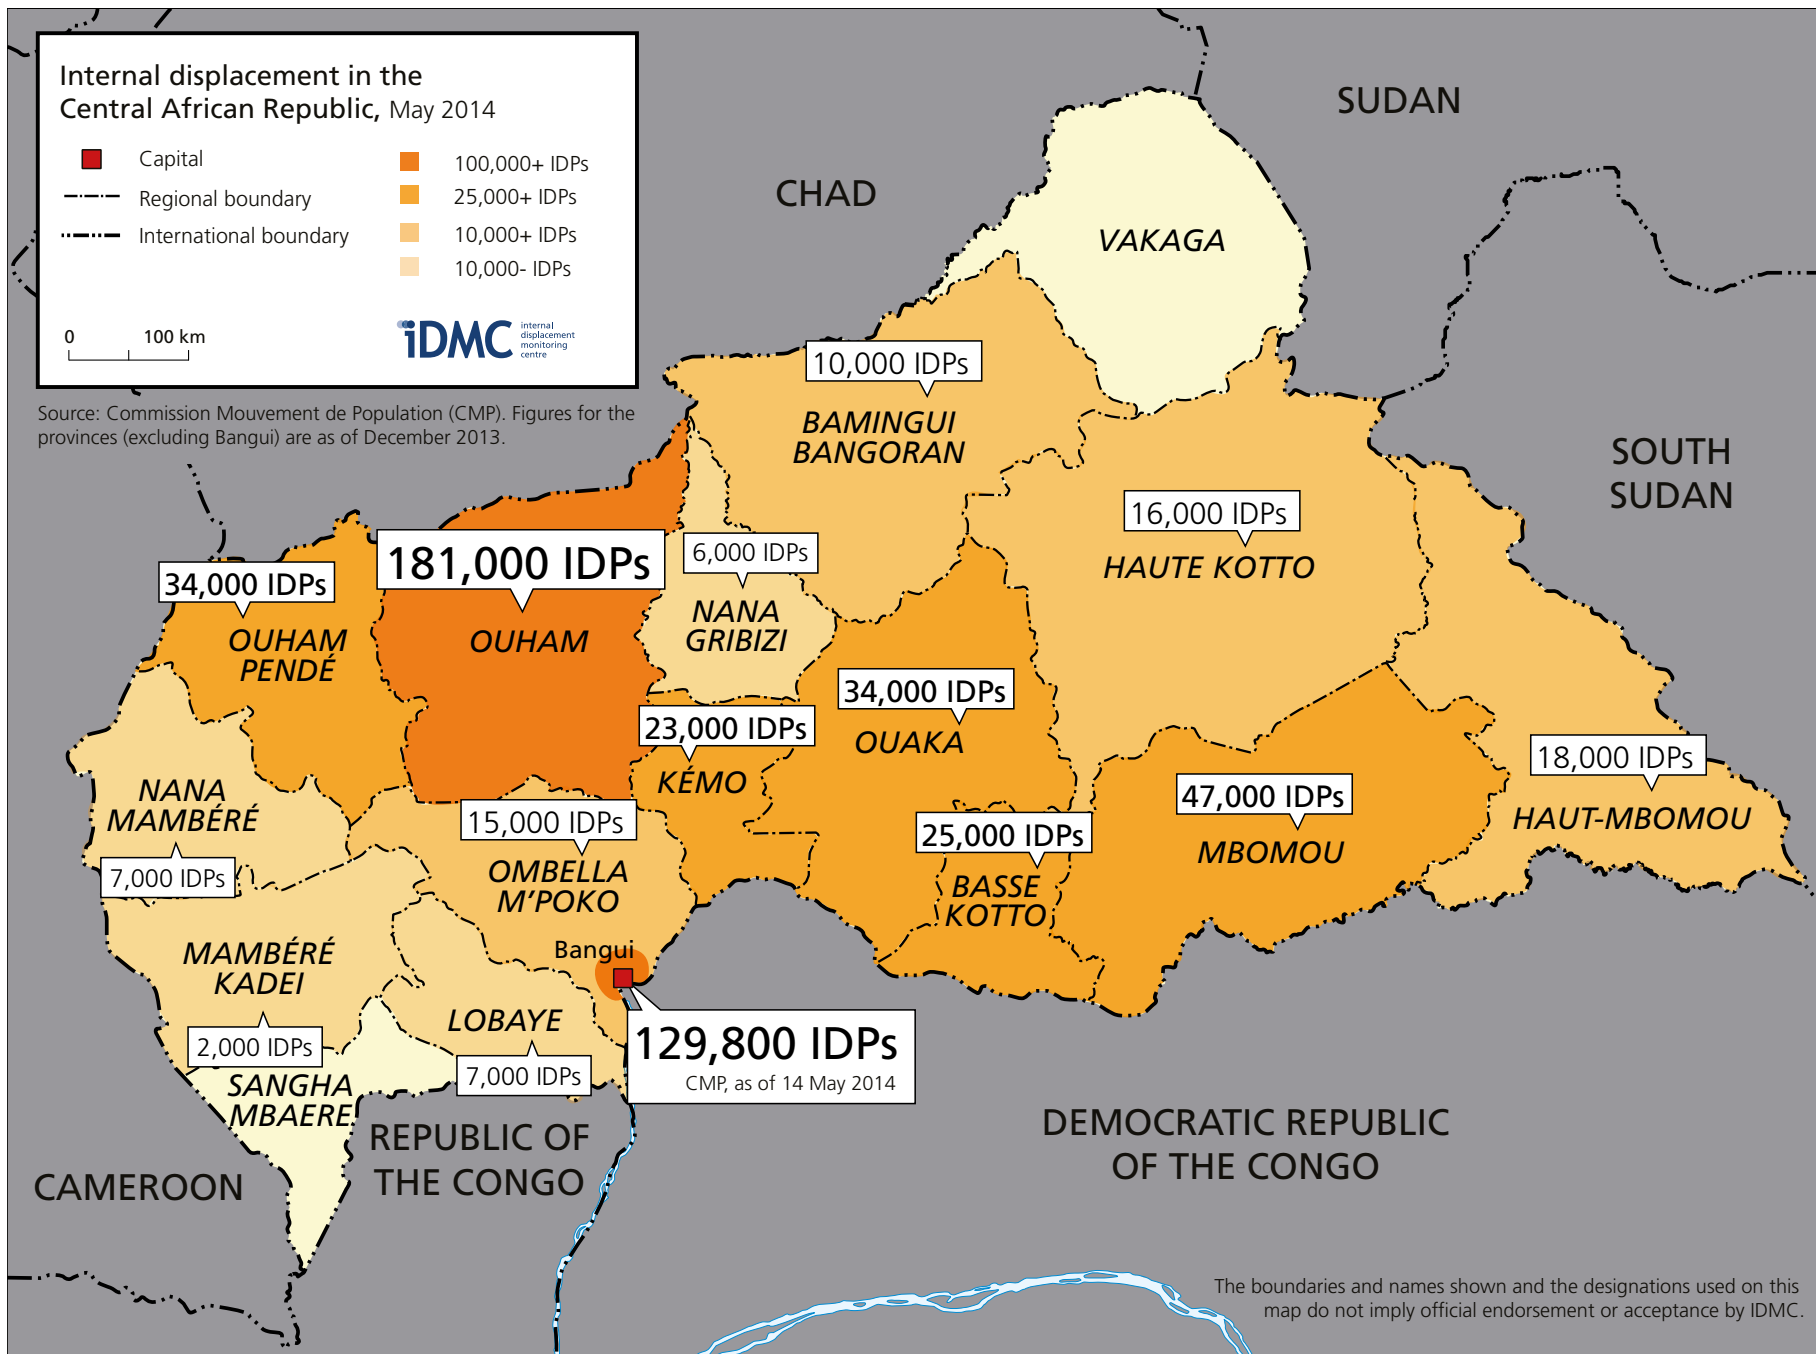 Internal displacement in the
Central African Republic, May 2014
Capital
Regional boundary
International boundary
100,000+ IDPs
25,000+ IDPs
10,000+ IDPs
10,000- IDPs
0 100 km
iDMC
internal
displacement
monitoring
centre
Source: Commission Mouvement de Population (CMP). Figures for the
provinces (excluding Bangui) are as of December 2013.
SUDAN
CHAD
VAKAGA
10,000 IDPs
BAMINGUI
BANGORAN
SOUTH
SUDAN
16,000 IDPs
HAUTE KOTTO
181,000 IDPs
OUHAM
6,000 IDPs
NANA
GRIBIZI
34,000 IDPs
OUHAM
PENDÉ
34,000 IDPs
OUAKA
23,000 IDPs
KÉMO
18,000 IDPs
HAUT-MBOMOU
47,000 IDPs
MBOMOU
25,000 IDPs
BASSE
KOTTO
NANA
MAMBÉRÉ
7,000 IDPs
15,000 IDPs
OMBELLA
M'POKO
Bangui
MAMBÉRÉ
KADEI
2,000 IDPs
LOBAYE
7,000 IDPs
129,800 IDPs
CMP, as of 14 May 2014
SANGHA
MBAERE
REPUBLIC OF
THE CONGO
CAMEROON
DEMOCRATIC REPUBLIC
OF THE CONGO
The boundaries and names shown and the designations used on this
map do not imply official endorsement or acceptance by IDMC.